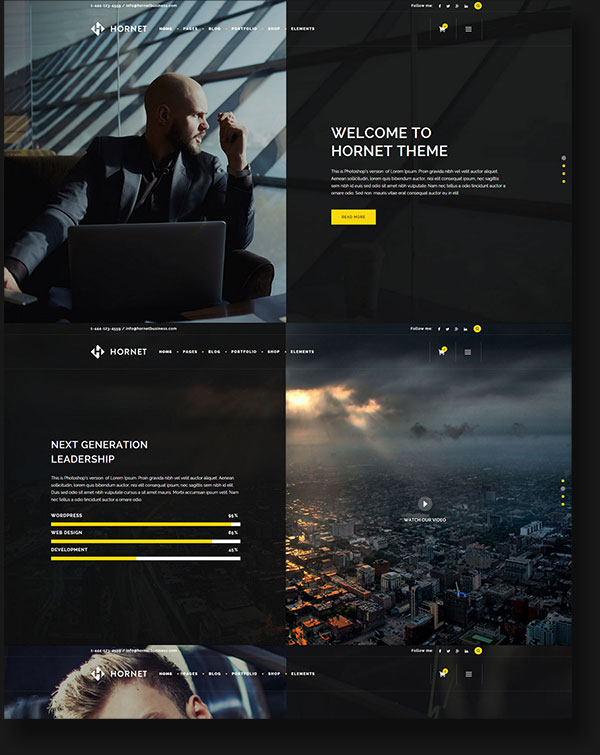 1-444-123-4559 / info@hornetbusiness.com
Follow me:
HORNET
HOME PAGES BLOG PORTFOLIO SHOP ELEMENTS
WELCOME TO
HORNET THEME
This is Photoshop's version of Lorem Ipsum. Proin gravida nibh vel velit auctor aliquet.
Aenean sollicitudin, lorem quis bibendum auctor, nisi elit consequat ipsum, nec sagittis
sem nibh id euis sed odio sit amet nibh vulputate cursus a amet mauris.
ornare odio. Sed non mauris vitae erat consequat auctor eu in elit
READ MORE
1-444-123-4559 / info@hornetbusiness.com
Follow me:
HORNET
HOME PAGES BLOG PORTFOLIO SHOP ELEMENTS
NEXT GENERATION
LEADERSHIP
This is Photoshop's version of Lorem Ipsum. Proin gravida nibh vel velit auctor aliquet.
Aenean sollicitudin, lorem quis bibendum auctor, nisi elit consequat ipsum, nec sagittis sem nibh id elit.
Duis sed odio sit amet nibh vulputate cursus a sit amet mauris. Morbi accumsan ipsum velit. Nam
nec tellus a odio tincidunt auctor a ornare odio.
WORDPRESS 95%
WEB DESIGN 85%
DEVELOPMENT 45%
WATCH OUR VIDEO
1-444-123-4559 / info@hornetbusiness.com
Follow me:
HORNET
HOME PAGES BLOG PORTFOLIO SHOP ELEMENTS